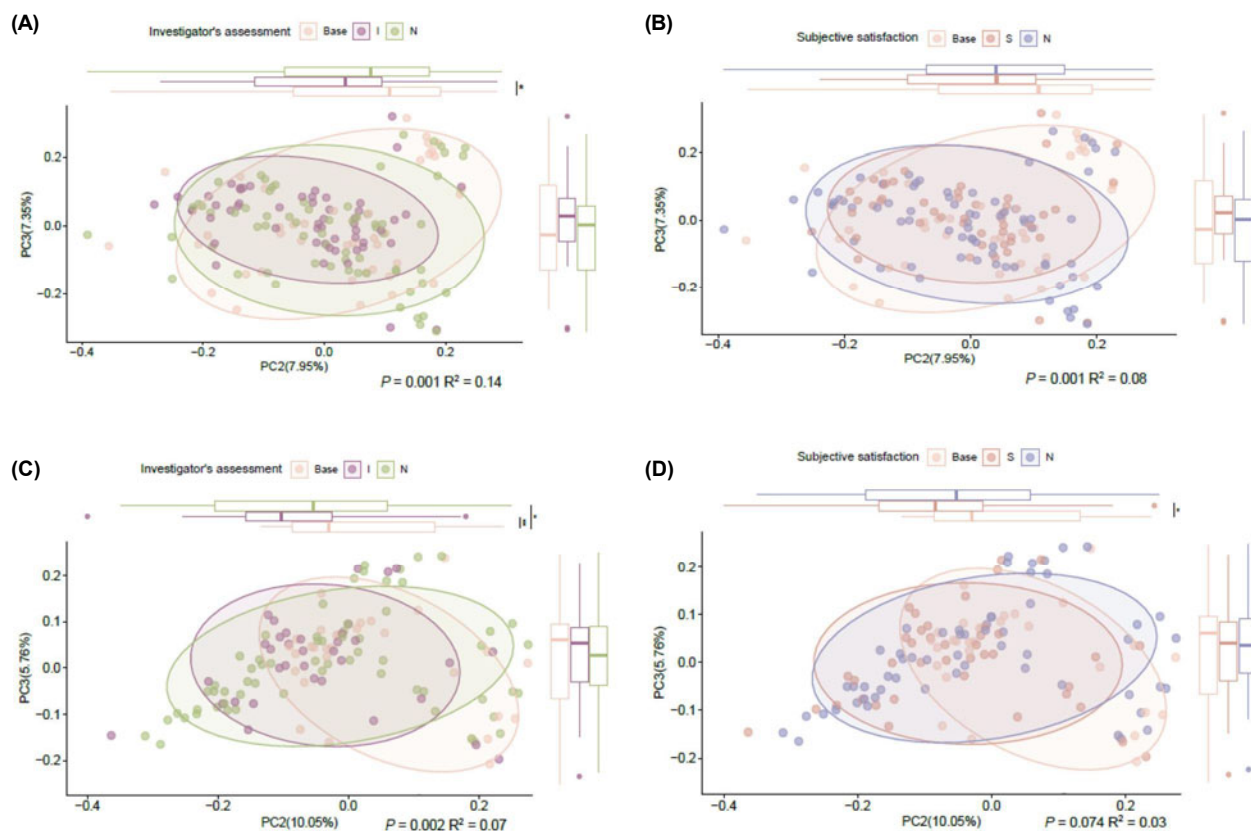 (A)
Investigator's assessment Base I N
*
PC3(7.35%)
0.2
0.0
−0.2
−0.4 −0.2 0.0 0.2
PC2(7.95%)
P = 0.001 R² = 0.14
(B)
Subjective satisfaction Base S N
PC3(7.35%)
0.2
0.0
−0.2
−0.4 −0.2 0.0 0.2
PC2(7.95%)
P = 0.001 R² = 0.08
(C)
Investigator's assessment Base I N
*
PC3(5.76%)
0.2
0.1
0.0
−0.1
−0.2
−0.4 −0.2 0.0 0.2
PC2(10.05%)
P = 0.002 R² = 0.07
(D)
Subjective satisfaction Base S N
*
PC3(5.76%)
0.2
0.1
0.0
−0.1
−0.2
−0.4 −0.2 0.0 0.2
PC2(10.05%)
P = 0.074 R² = 0.03